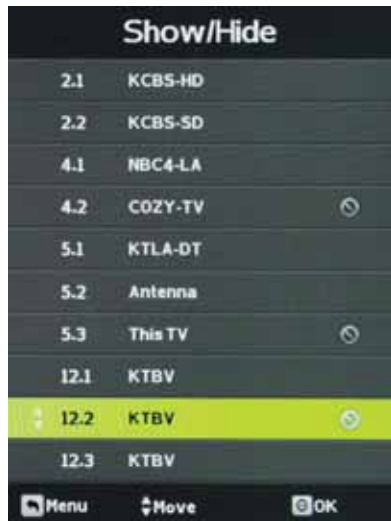 Show/Hide
2.1 KCBS-HD
2.2 KCBS-SD
4.1 NBC4-LA
4.2 COZY-TV
5.1 KTLA-DT
5.2 Antenna
5.3 This TV
12.1 KTBV
12.2 KTBV
12.3 KTBV
Menu Move OK